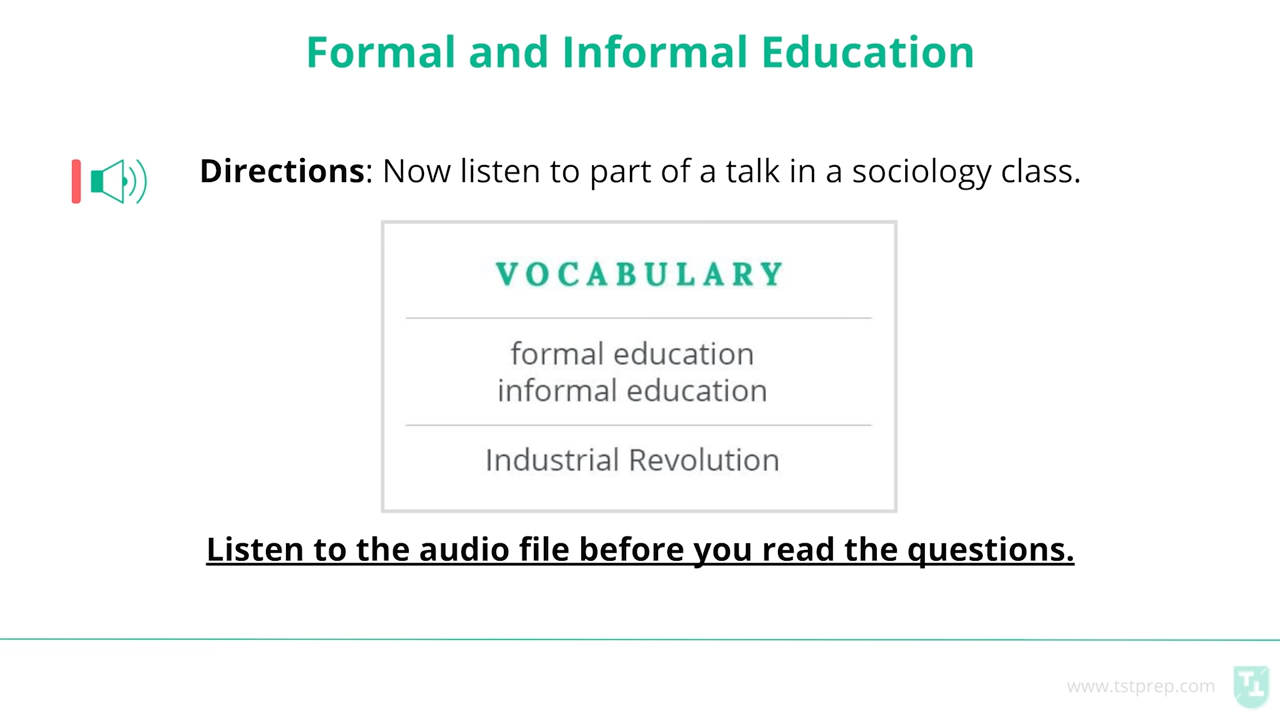 Formal and Informal Education
Directions: Now listen to part of a talk in a sociology class.
VOCABULARY
formal education
informal education
Industrial Revolution
Listen to the audio file before you read the questions.
www.tstprep.com